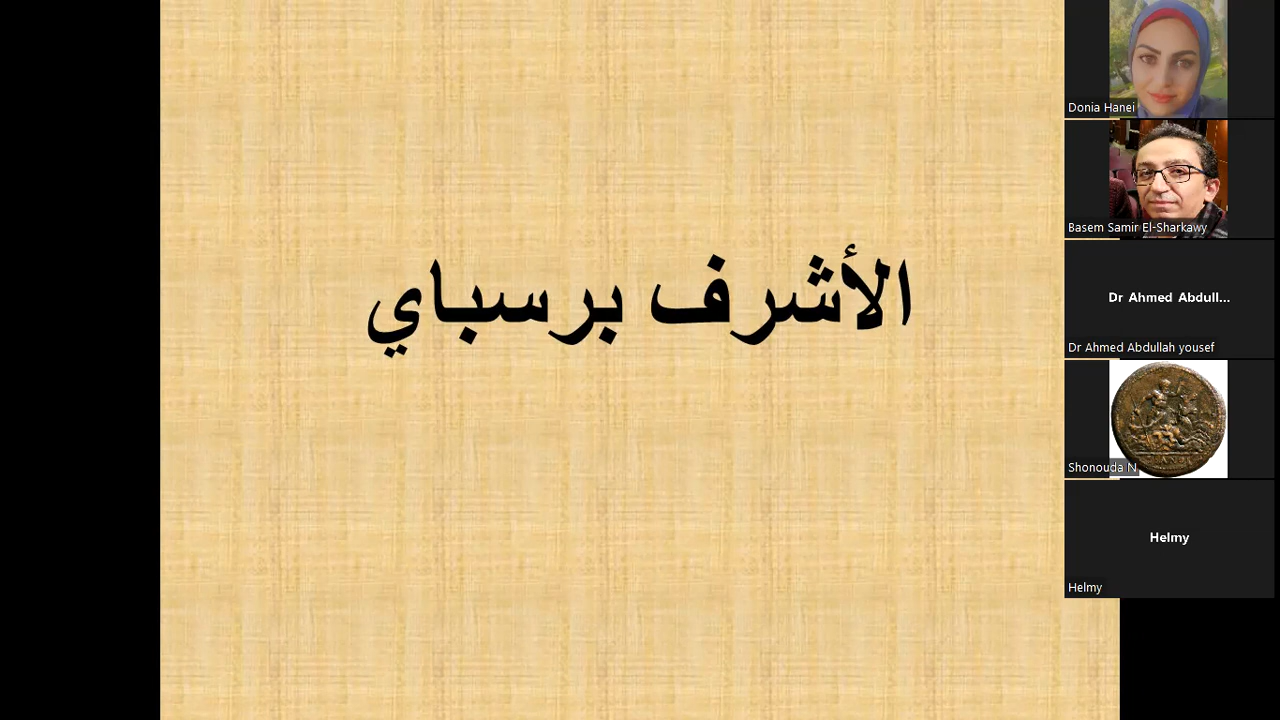 الأشرف برسباي
Donia Hanei
Basem Samir El-Sharkawy
Dr Ahmed Abdull...
Dr Ahmed Abdullah yousef
Shonouda N
Helmy
Helmy